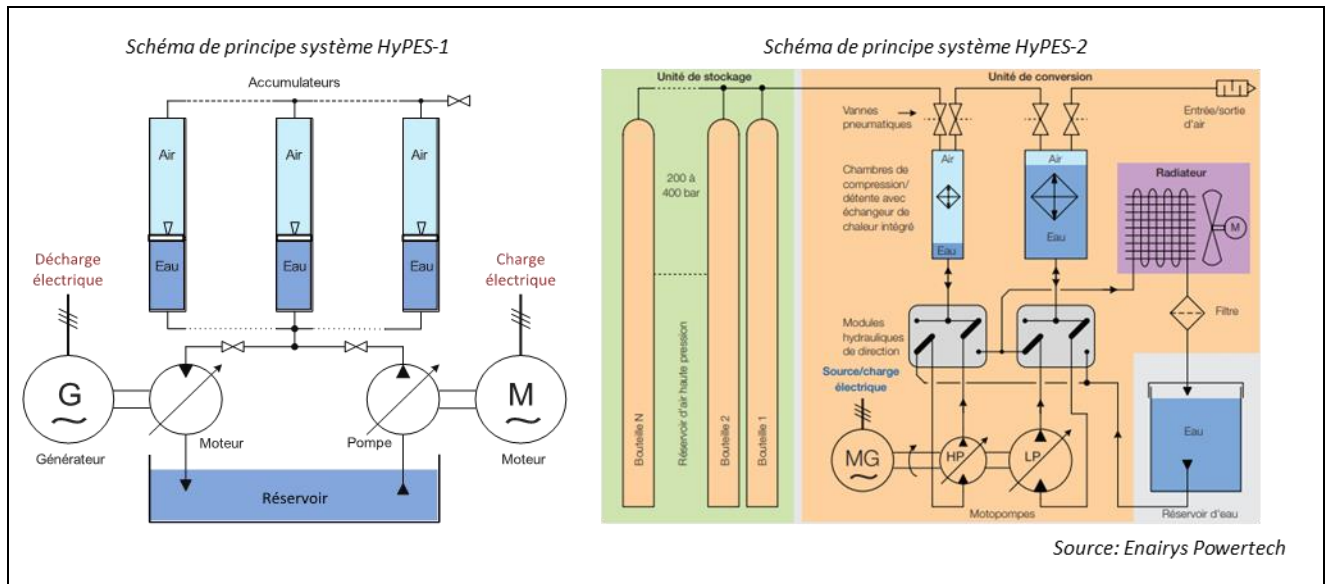 Schéma de principe système HyPES-1
Accumulateurs
Air
Air
Air
Eau
Eau
Eau
Décharge
électrique
Charge
électrique
G
M
Moteur
Pompe
Générateur
Moteur
Réservoir
Schéma de principe système HyPES-2
Unité de stockage
Unité de conversion
Vannes
pneumatiques
Entrée/sortie
d'air
200 à
400 bar
Air
Air
Chambres de
compression/
détente avec
échangeur de
chaleur intégré
Radiateur
M
Eau
Eau
Filtre
Modules
hydrauliques
de direction
Source/charge
électrique
Bouteille N
Réservoir d'air haute pression
Bouteille 2
Bouteille 1
MG
HP
LP
Eau
Motopompes
Réservoir d'eau
Source: Enairys Powertech